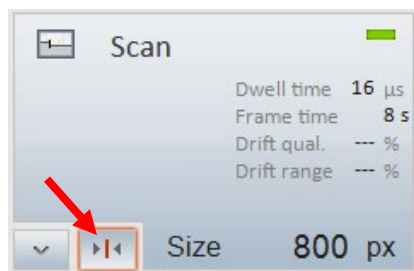 Scan
Dwell time 16 µs
Frame time 8 s
Drift qual. --- %
Drift range --- %
Size 800 px